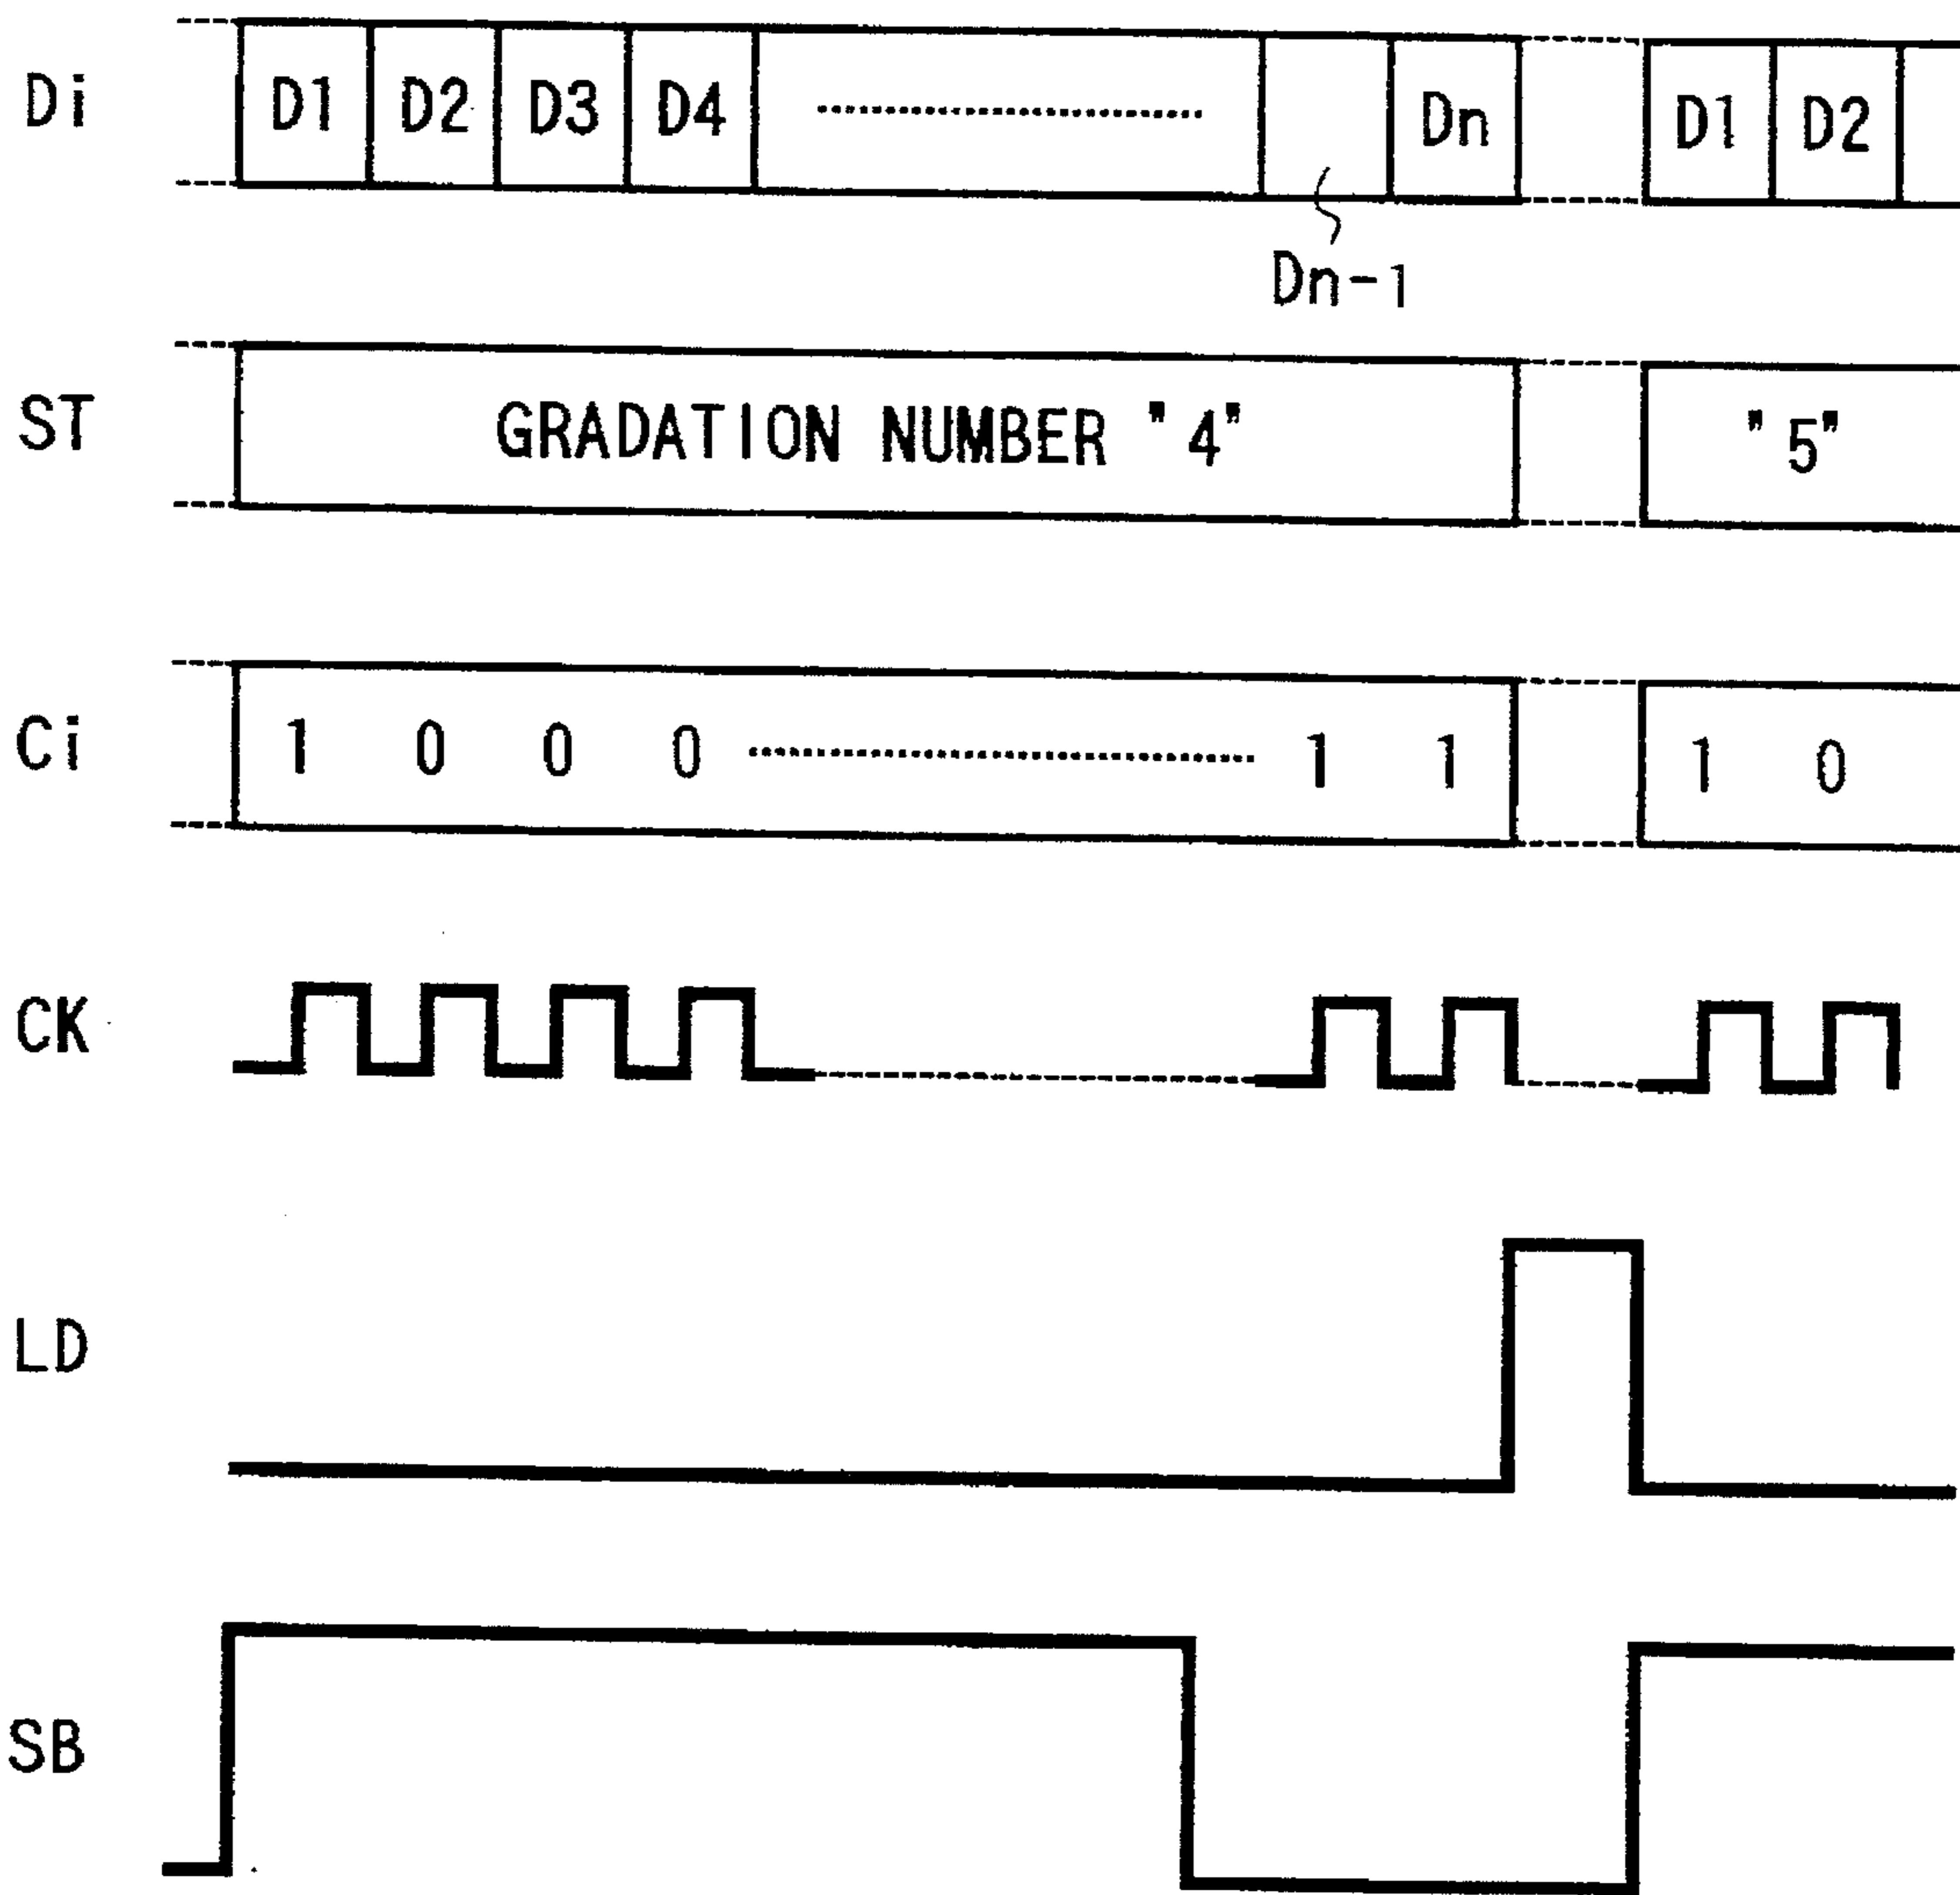 Di D1 D2 D3 D4 Dn D1 D2
Dn-1
ST GRADATION NUMBER "4" "5"
Ci 1 0 0 0 1 1 1 0
CK
LD
SB